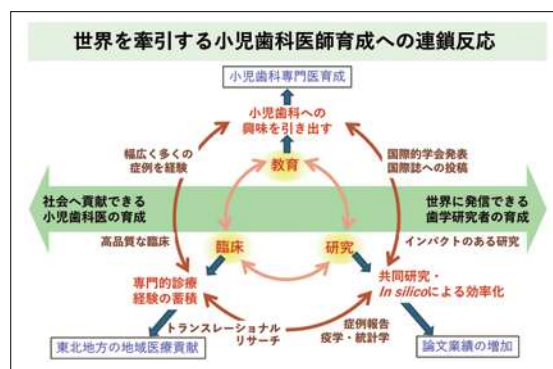 世界を牽引する小児歯科医師育成への連鎖反応
小児歯科専門医育成
小児歯科への
興味を引き出す
幅広く多くの
症例を経験
国際的学会発表
国際誌への投稿
教育
社会へ貢献できる
小児歯科医の育成
世界に発信できる
歯学研究者の育成
高品質な臨床
臨床
研究
インパクトのある研究
専門的診療
経験の蓄積
共同研究・
In silicoによる効率化
トランスレーショナル
リサーチ
症例報告
疫学・統計学
東北地方の地域医療貢献
論文業績の増加